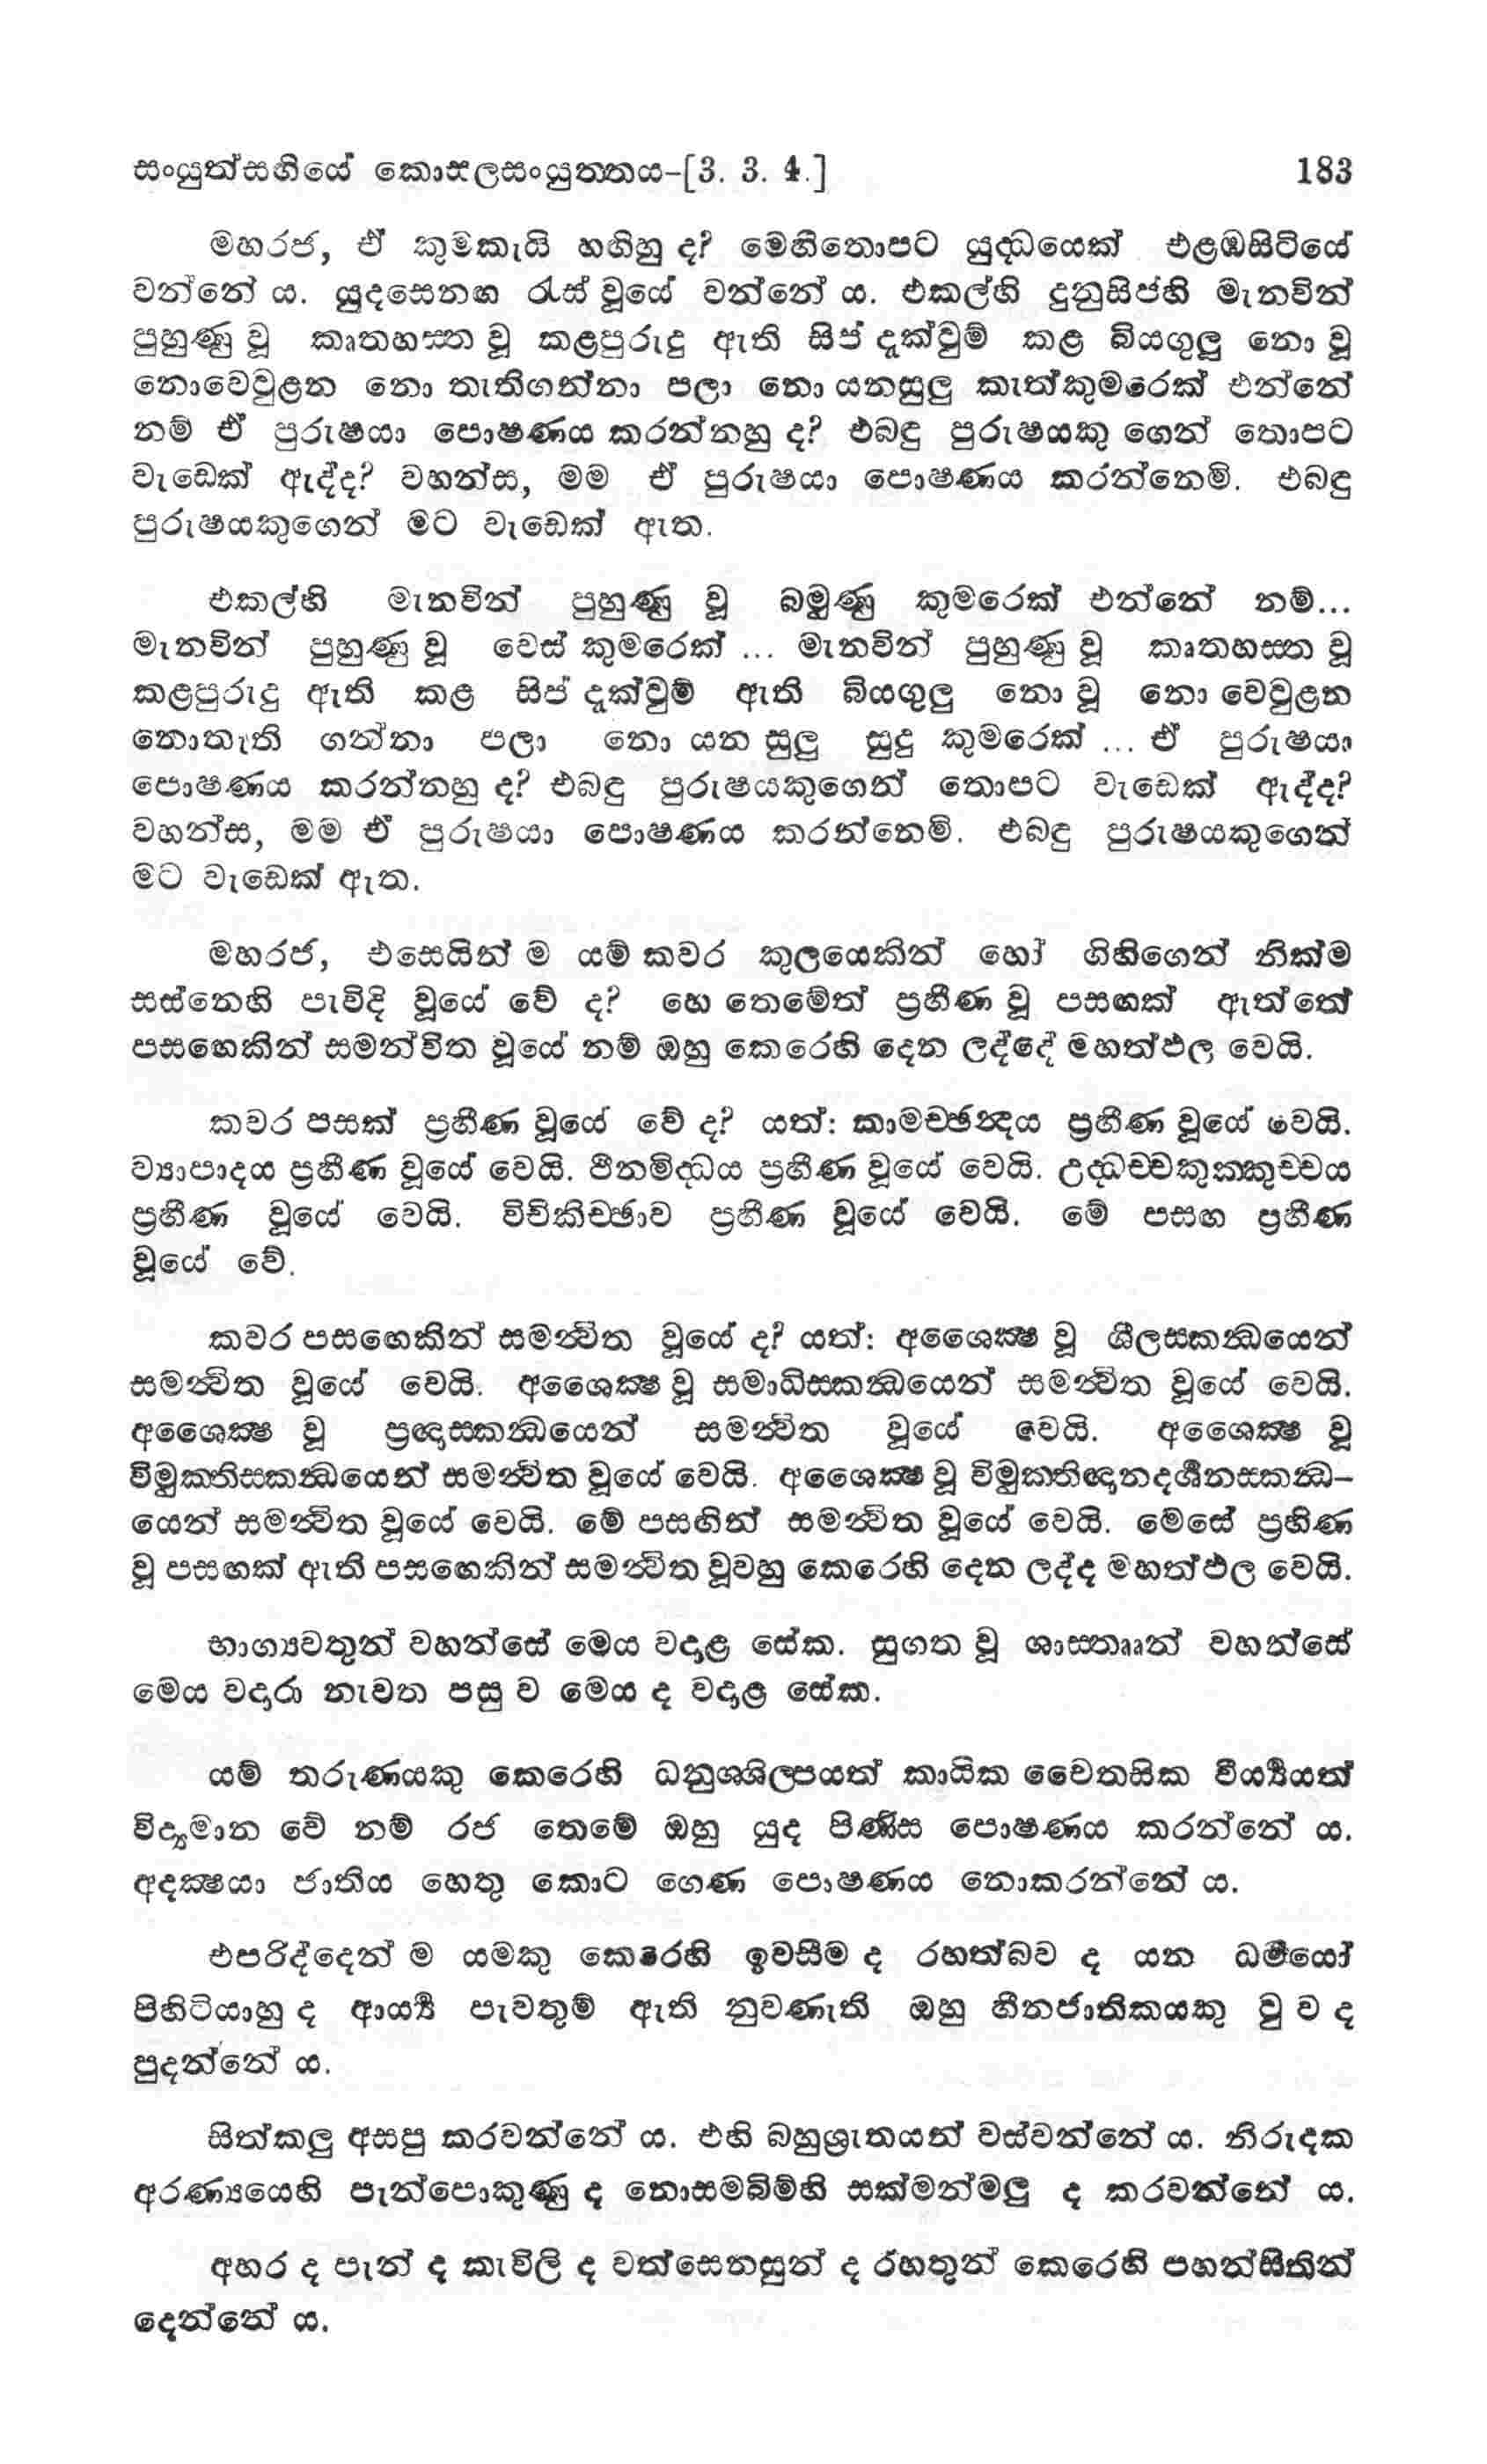 සංයුත්සඟියේ කොසලසංයුත්තය-[3. 3. 4.] 183
මහරජ, ඒ කුමකැයි හඟිහු ද? මෙහිතොපට යුද්ධයෙක් එළඹසිටියේ
වන්නේ ය. යුදසෙනඟ රැස් වූයේ වන්නේ ය. එකල්හි දුනුසිප්හි මැනවින්
පුහුණු වූ කෘතහස්ත වූ කළපුරුදු ඇති සිප් දැක්වුම් කළ බියගුලු නො වූ
නොවෙවුළන නො තැතිගන්නා පලා නො යනසුලු කැත්කුමරෙක් එන්නේ
නම් ඒ පුරුෂයා පොෂණය කරන්නහු ද? එබඳු පුරුෂයකු ගෙන් තොපට
වැඩෙක් ඇද්ද? වහන්ස, මම ඒ පුරුෂයා පොෂණය කරන්නෙමි. එබඳු
පුරුෂයකුගෙන් මට වැඩෙක් ඇත.
එකල්හි මැනවින් පුහුණු වූ බමුණු කුමරෙක් එන්නේ නම්...
මැනවින් පුහුණු වූ වෙස් කුමරෙක් ... මැනවින් පුහුණු වූ කෘතහස්ත වූ
කළපුරුදු ඇති කළ සිප් දැක්වුම් ඇති බියගුලු නො වූ නො වෙවුළන
නොතැති ගන්නා පලා නො යන සුලු සුදු කුමරෙක් ... ඒ පුරුෂයා
පොෂණය කරන්නහු ද? එබඳු පුරුෂයකුගෙන් තොපට වැඩෙක් ඇද්ද?
වහන්ස, මම ඒ පුරුෂයා පොෂණය කරන්නෙමි. එබඳු පුරුෂයකුගෙන්
මට වැඩෙක් ඇත.
මහරජ, එසෙයින් ම යම් කවර කුලයෙකින් හෝ ගිහිගෙන් නික්ම
සස්නෙහි පැවිදි වූයේ වේ ද? හෙ තෙමේත් ප්‍රහීණ වූ පසඟක් ඇත්තේ
පසඟෙකින් සමන්විත වූයේ නම් ඔහු කෙරෙහි දෙන ලද්දේ මහත්ඵල වෙයි.
කවර පසක් ප්‍රහීණ වූයේ වේ ද? යත්: කාමච්ඡන්‍දය ප්‍රහීණ වූයේ වෙයි.
ව්‍යාපාදය ප්‍රහීණ වූයේ වෙයි. ථීනමිද්ධය ප්‍රහීණ වූයේ වෙයි. උද්ධච්චකුක්කුච්චය
ප්‍රහීණ වූයේ වෙයි. විචිකිච්ඡාව ප්‍රහීණ වූයේ වෙයි. මේ පසඟ ප්‍රහීණ
වූයේ වේ.
කවර පසඟෙකින් සමන්‍විත වූයේ ද? යත්: අශෛක්‍ෂ වූ ශීලස්කන්‍ධයෙන්
සමන්‍විත වූයේ වෙයි. අශෛක්‍ෂ වූ සමාධිස්කන්‍ධයෙන් සමන්‍විත වූයේ වෙයි.
අශෛක්‍ෂ වූ ප්‍රඥාස්කන්‍ධයෙන් සමන්‍විත වූයේ වෙයි. අශෛක්‍ෂ වූ
විමුක්තිස්කන්‍ධයෙන් සමන්‍විත වූයේ වෙයි. අශෛක්‍ෂ වූ විමුක්තිඥානදර්‍ශනස්කන්‍ධ-
යෙන් සමන්‍විත වූයේ වෙයි. මේ පසඟින් සමන්‍විත වූයේ වෙයි. මෙසේ ප්‍රහිණ
වූ පසඟක් ඇති පසඟෙකින් සමන්‍විත වූවහු කෙරෙහි දෙන ලද්ද මහත්ඵල වෙයි.
භාග්‍යවතුන් වහන්සේ මෙය වදාළ සේක. සුගත වූ ශාස්තෲන් වහන්සේ
මෙය වදාරා නැවත පසු ව මෙය ද වදාළ සේක.
යම් තරුණයකු කෙරෙහි ධනුශ්ශිල්පයත් කායික චෛතසික වීර්‍ය්‍යයත්
විද්‍යමාන වේ නම් රජ තෙමේ ඔහු යුද පිණිස පොෂණය කරන්නේ ය.
අදක්‍ෂයා ජාතිය හෙතු කොට ගෙණ පොෂණය නොකරන්නේ ය.
එපරිද්දෙන් ම යමකු කෙරෙහි ඉවසීම ද රහත්බව ද යන ධර්‍මයෝ
පිහිටියාහු ද ආර්‍ය්‍ය පැවතුම් ඇති නුවණැති ඔහු හීනජාතිකයකු වු ව ද
පුදන්නේ ය.
සිත්කලු අසපු කරවන්නේ ය. එහි බහුශ්‍රැතයන් වස්වන්නේ ය. නිරුදක
අරණ්‍යයෙහි පැන්පොකුණු ද නොසමබිම්හි සක්මන්මලු ද කරවන්නේ ය.
අහර ද පැන් ද කැවිලි ද වත්සෙනසුන් ද රහතුන් කෙරෙහි පහන්සිතින්
දෙන්නේ ය.